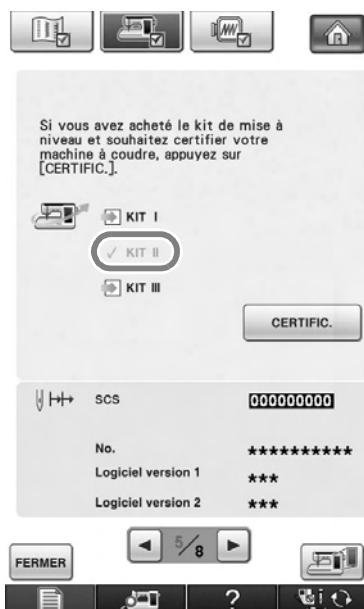 Si vous avez acheté le kit de mise à
niveau et souhaitez certifier votre
machine à coudre, appuyez sur
[CERTIFIC.].
KIT I
KIT II
KIT III
CERTIFIC.
SCS 000000000
No. **********
Logiciel version 1 ***
Logiciel version 2 ***
FERMER 5/8
?